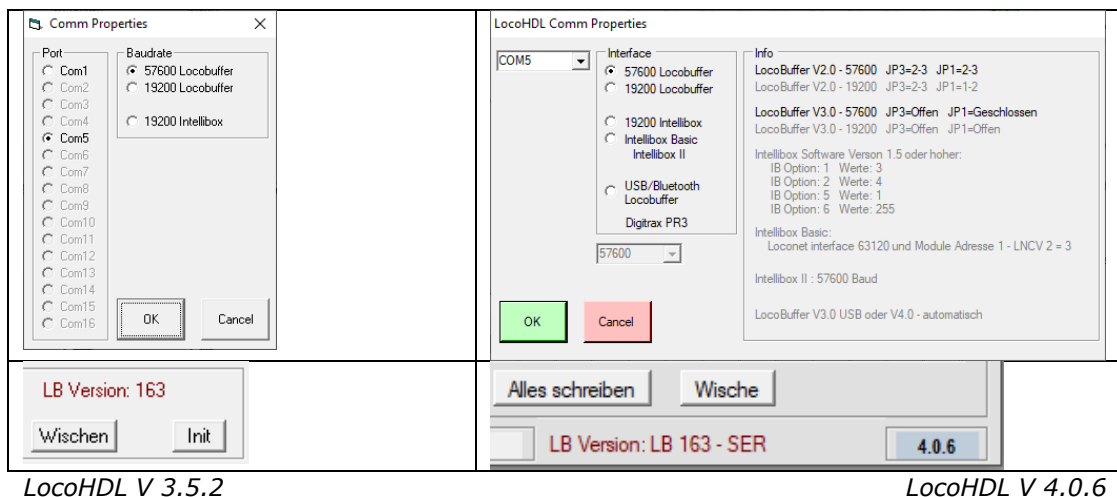 Comm Properties
Port
Com1
Com2
Com3
Com4
Com5
Com6
Com7
Com8
Com9
Com10
Com11
Com12
Com13
Com14
Com15
Com16
Baudrate
57600 Locobuffer
19200 Locobuffer
19200 Intellibox
OK
Cancel
LocoHDL Comm Properties
COM5
Interface
57600 Locobuffer
19200 Locobuffer
19200 Intellibox
Intellibox Basic
Intellibox II
USB/Bluetooth
Locobuffer
Digitrax PR3
57600
OK
Cancel
Info
LocoBuffer V2.0 - 57600 JP3=2-3 JP1=2-3
LocoBuffer V2.0 - 19200 JP3=2-3 JP1=1-2
LocoBuffer V3.0 - 57600 JP3=Offen JP1=Geschlossen
LocoBuffer V3.0 - 19200 JP3=Offen JP1=Offen
Intellibox Software Verson 1.5 oder hoher:
IB Option: 1 Werte: 3
IB Option: 2 Werte: 4
IB Option: 5 Werte: 1
IB Option: 6 Werte: 255
Intellibox Basic:
Loconet interface 63120 und Module Adresse 1 - LNCV 2 = 3
Intellibox II : 57600 Baud
LocoBuffer V3.0 USB oder V4.0 - automatisch
LB Version: 163
Wischen
Init
Alles schreiben
Wische
LB Version: LB 163 - SER
4.0.6
LocoHDL V 3.5.2
LocoHDL V 4.0.6